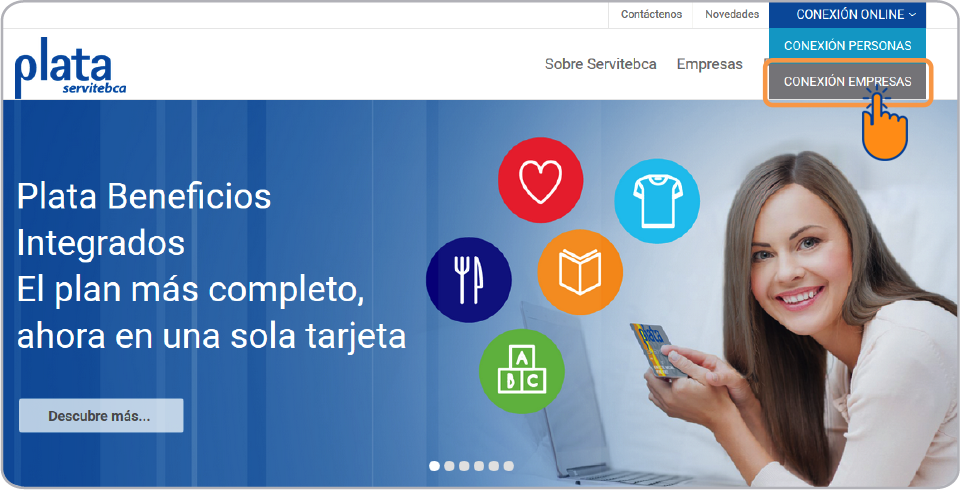 Contáctenos
Novedades
CONEXIÓN ONLINE
CONEXIÓN PERSONAS
CONEXIÓN EMPRESAS
plata
servitebca
Sobre Servitebca
Empresas
Plata Beneficios
Integrados
El plan más completo,
ahora en una sola tarjeta
Descubre más...
plata
A
B C